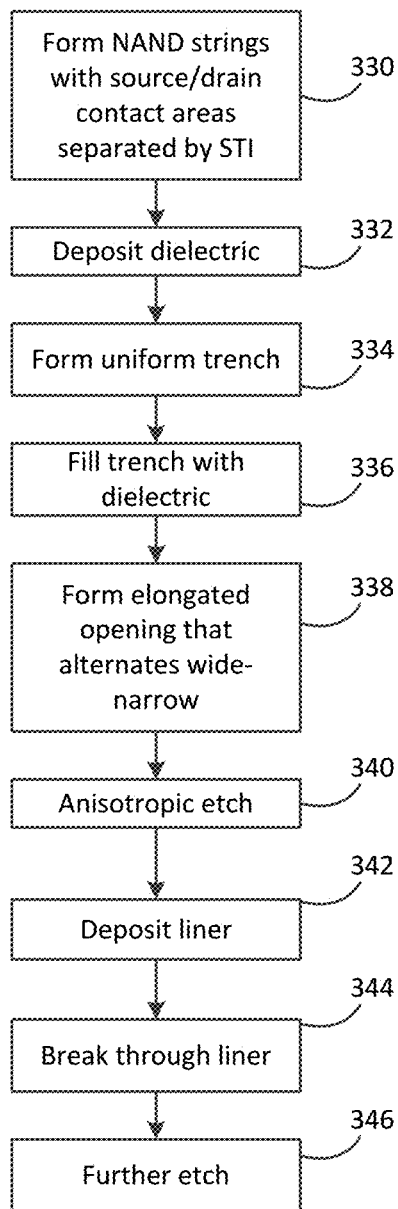 Form NAND strings
with source/drain
contact areas
separated by STI
330
Deposit dielectric
332
Form uniform trench
334
Fill trench with
dielectric
336
Form elongated
opening that
alternates wide-
narrow
338
Anisotropic etch
340
Deposit liner
342
Break through liner
344
Further etch
346